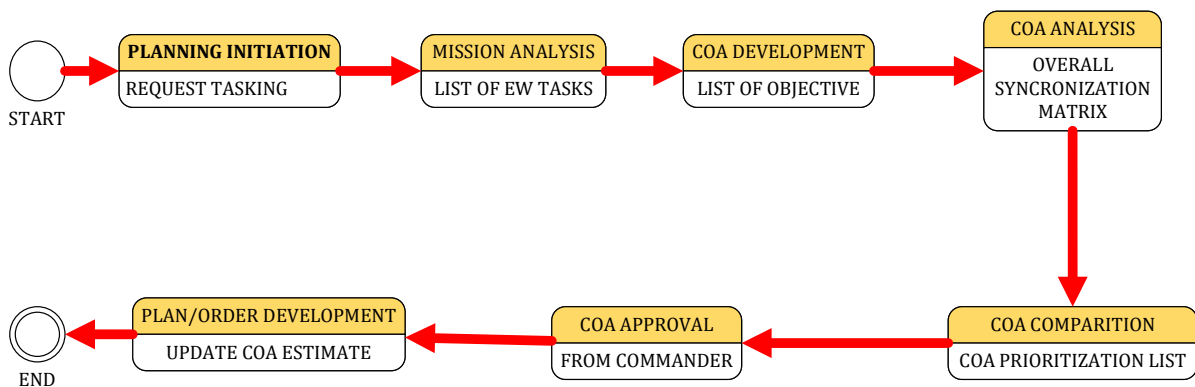 START
PLANNING INITIATION
REQUEST TASKING
MISSION ANALYSIS
LIST OF EW TASKS
COA DEVELOPMENT
LIST OF OBJECTIVE
COA ANALYSIS
OVERALL
SYNCRONIZATION
MATRIX
COA COMPARITION
COA PRIORITIZATION LIST
COA APPROVAL
FROM COMMANDER
PLAN/ORDER DEVELOPMENT
UPDATE COA ESTIMATE
END